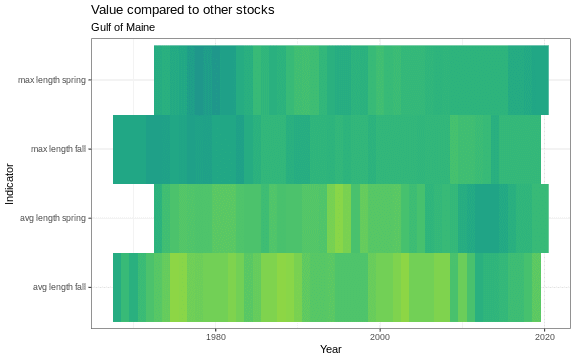 Value compared to other stocks
Gulf of Maine
max length spring
max length fall
avg length spring
avg length fall
Indicator
1980
2000
2020
Year